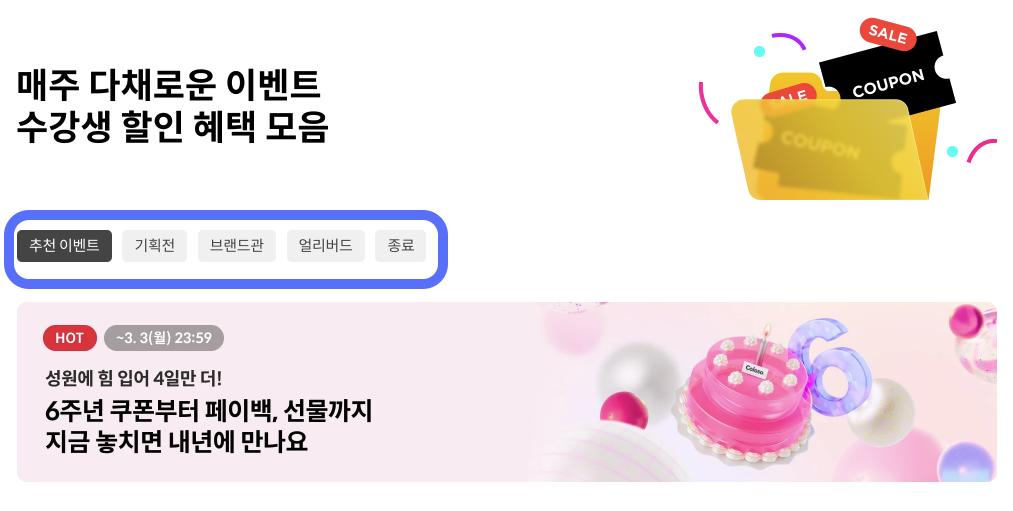 매주 다채로운 이벤트
수강생 할인 혜택 모음
SALE
COUPON
SALE
COUPON
추천 이벤트
기획전
브랜드관
얼리버드
종료
HOT
~3. 3(월) 23:59
성원에 힘 입어 4일만 더!
6주년 쿠폰부터 페이백, 선물까지
지금 놓치면 내년에 만나요
Coloso
6